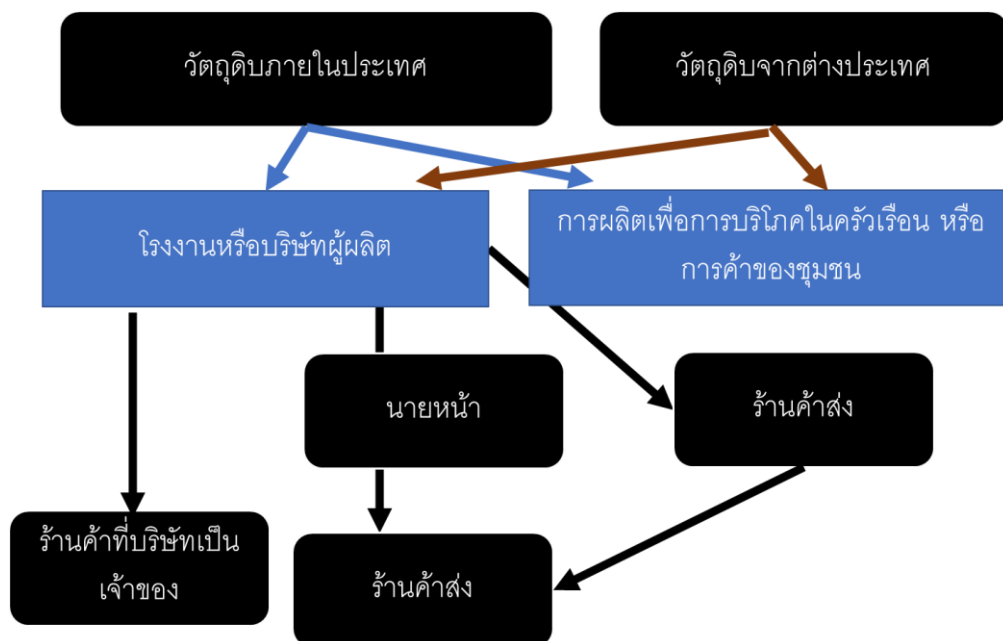 วัตถุดิบภายในประเทศ
วัตถุดิบจากต่างประเทศ
โรงงานหรือบริษัทผู้ผลิต
การผลิตเพื่อการบริโภคในครัวเรือน หรือ
การค้าของชุมชน
นายหน้า
ร้านค้าส่ง
ร้านค้าที่บริษัทเป็น
เจ้าของ
ร้านค้าส่ง